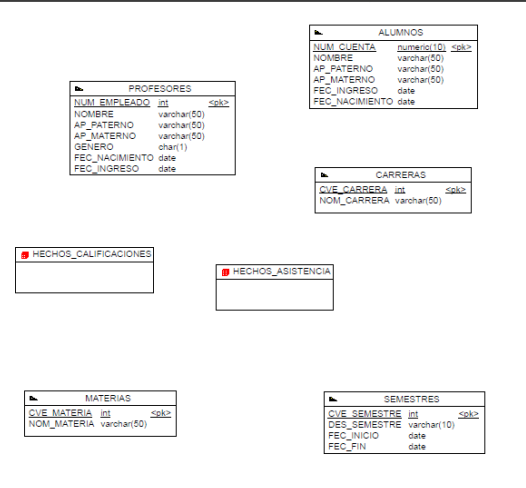 ALUMNOS
NUM_CUENTA numeric(10) <pk>
NOMBRE varchar(50)
AP_PATERNO varchar(50)
AP_MATERNO varchar(50)
FEC_INGRESO date
FEC_NACIMIENTO date
PROFESORES
NUM_EMPLEADO int <pk>
NOMBRE varchar(50)
AP_PATERNO varchar(50)
AP_MATERNO varchar(50)
GENERO char(1)
FEC_NACIMIENTO date
FEC_INGRESO date
CARRERAS
CVE_CARRERA int <pk>
NOM_CARRERA varchar(50)
HECHOS_CALIFICACIONES
HECHOS_ASISTENCIA
MATERIAS
CVE_MATERIA int <pk>
NOM_MATERIA varchar(50)
SEMESTRES
CVE_SEMESTRE int <pk>
DES_SEMESTRE varchar(10)
FEC_INICIO date
FEC_FIN date